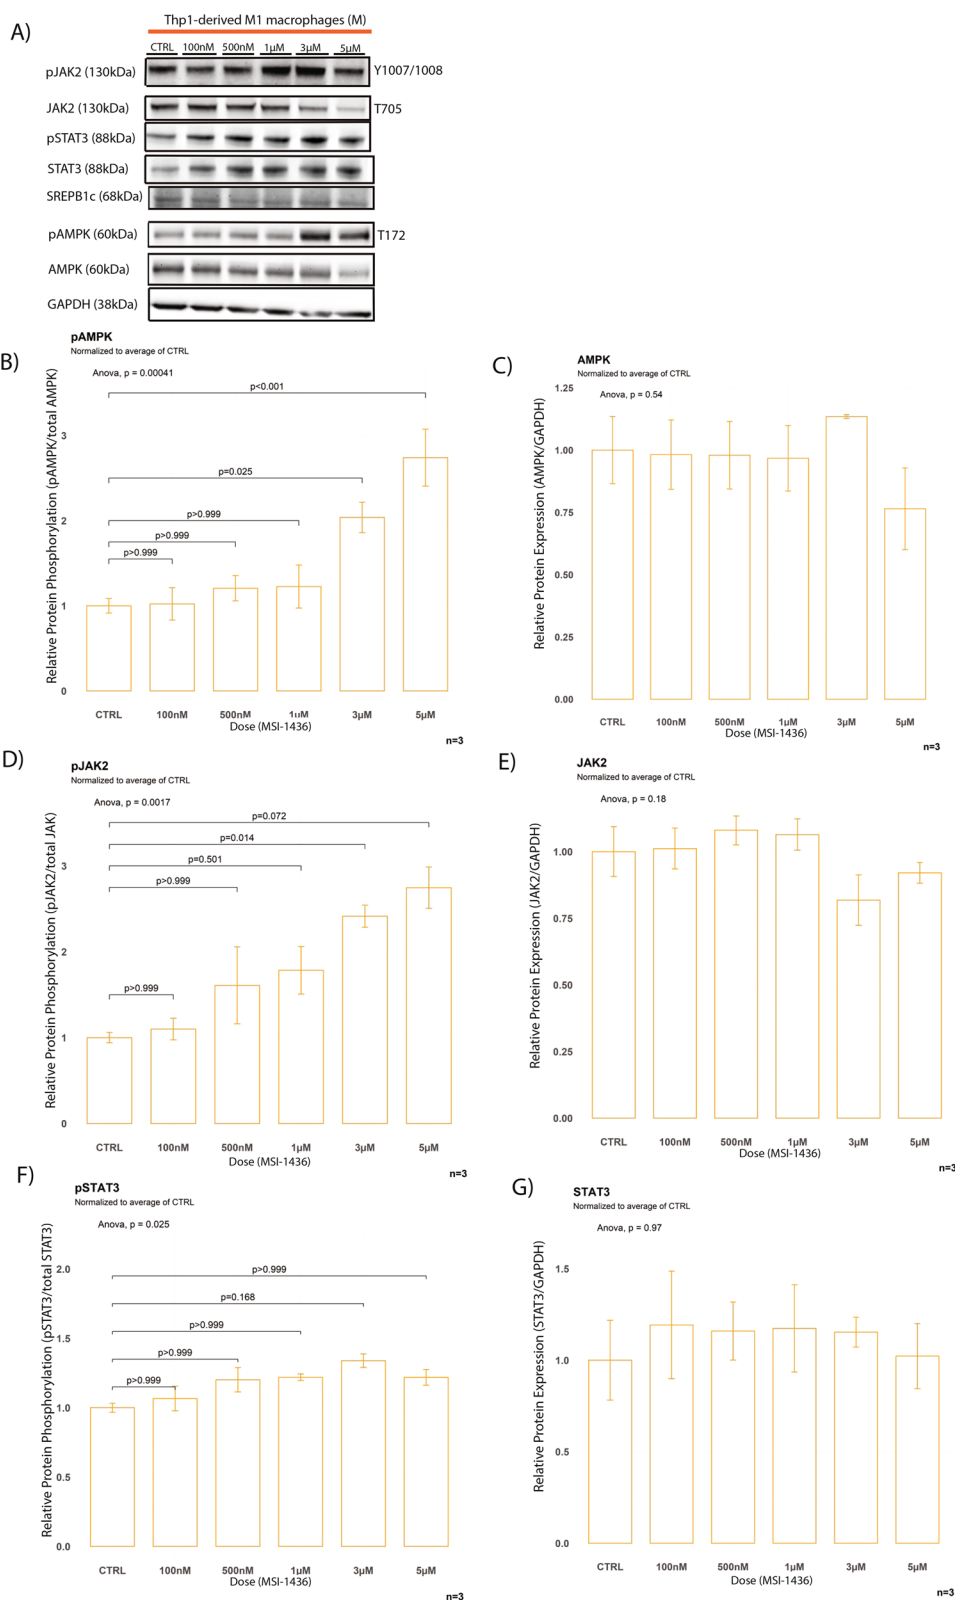 A)
Thp1-derived M1 macrophages (M)
CTRL 100nM 500nM 1µM 3µM 5µM
pJAK2 (130kDa) Y1007/1008
JAK2 (130kDa) T705
pSTAT3 (88kDa)
STAT3 (88kDa)
SREPB1c (68kDa)
pAMPK (60kDa) T172
AMPK (60kDa)
GAPDH (38kDa)
B)
pAMPK
Normalized to average of CTRL
Anova, p = 0.00041
p<0.001
p=0.025
p>0.999
p>0.999
p>0.999
Relative Protein Phosphorylation (pAMPK/total AMPK)
3
2
1
0
CTRL 100nM 500nM 1µM 3µM 5µM
Dose (MSI-1436)
n=3
C)
AMPK
Normalized to average of CTRL
Anova, p = 0.54
Relative Protein Expression (AMPK/GAPDH)
1.25
1.00
0.75
0.50
0.25
0.00
CTRL 100nM 500nM 1µM 3µM 5µM
Dose (MSI-1436)
n=3
D)
pJAK2
Normalized to average of CTRL
Anova, p = 0.0017
p=0.072
p=0.014
p=0.501
p>0.999
p>0.999
Relative Protein Phosphorylation (pJAK2/total JAK)
3
2
1
0
CTRL 100nM 500nM 1µM 3µM 5µM
Dose (MSI-1436)
n=3
E)
JAK2
Normalized to average of CTRL
Anova, p = 0.18
Relative Protein Expression (JAK2/GAPDH)
1.00
0.75
0.50
0.25
0.00
CTRL 100nM 500nM 1µM 3µM 5µM
Dose (MSI-1436)
n=3
F)
pSTAT3
Normalized to average of CTRL
Anova, p = 0.025
p>0.999
p=0.168
p>0.999
p>0.999
p>0.999
Relative Protein Phosphorylation (pSTAT3/total STAT3)
2.0
1.5
1.0
0.5
0.0
CTRL 100nM 500nM 1µM 3µM 5µM
Dose (MSI-1436)
n=3
G)
STAT3
Normalized to average of CTRL
Anova, p = 0.97
Relative Protein Expression (STAT3/GAPDH)
1.5
1.0
0.5
0.0
CTRL 100nM 500nM 1µM 3µM 5µM
Dose (MSI-1436)
n=3